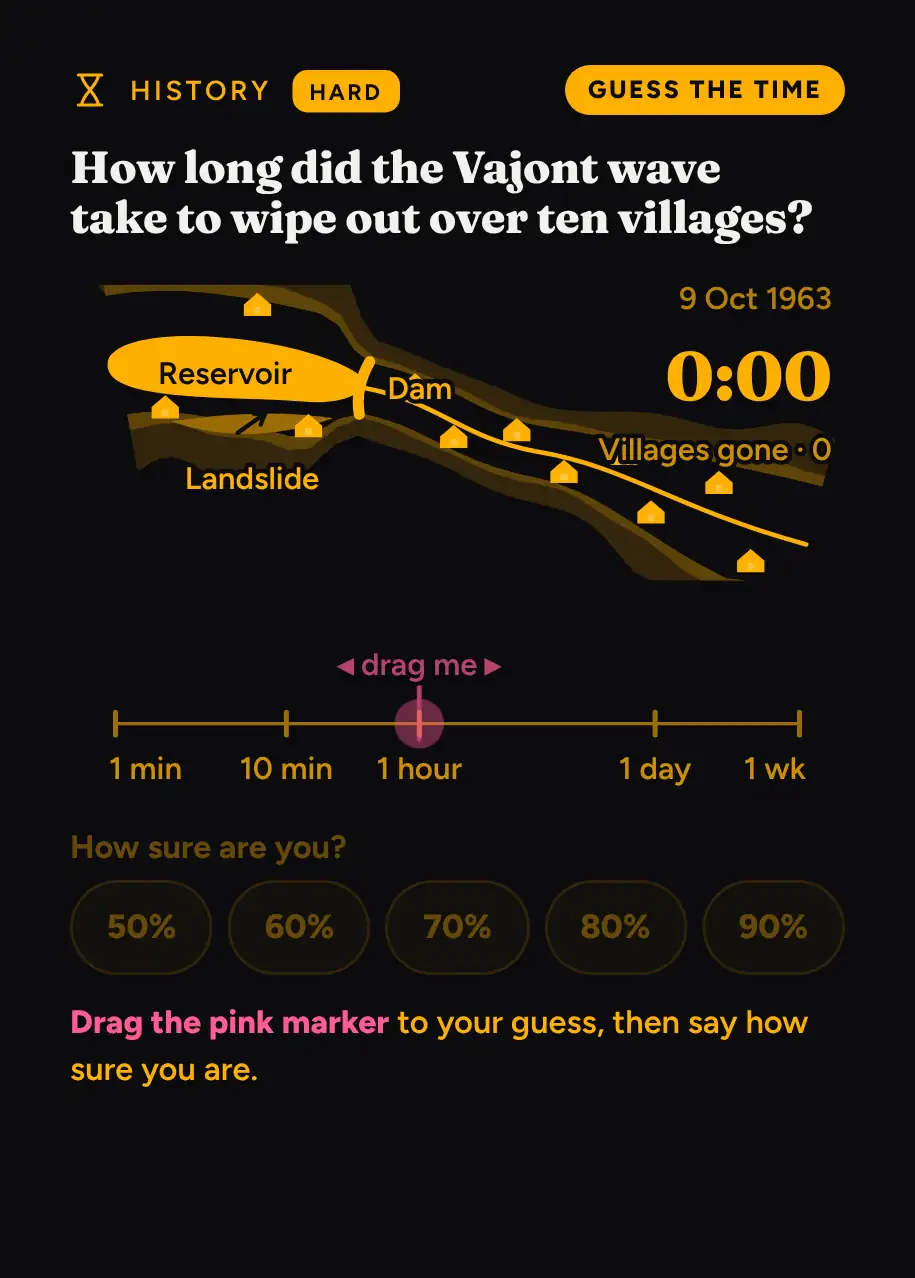 HISTORY
HARD
GUESS THE TIME
How long did the Vajont wave
take to wipe out over ten villages?
9 Oct 1963
0:00
Reservoir
Dam
Villages gone · 0
Landslide
◀ drag me ▶
1 min
10 min
1 hour
1 day
1 wk
How sure are you?
50%
60%
70%
80%
90%
Drag the pink marker to your guess, then say how
sure you are.